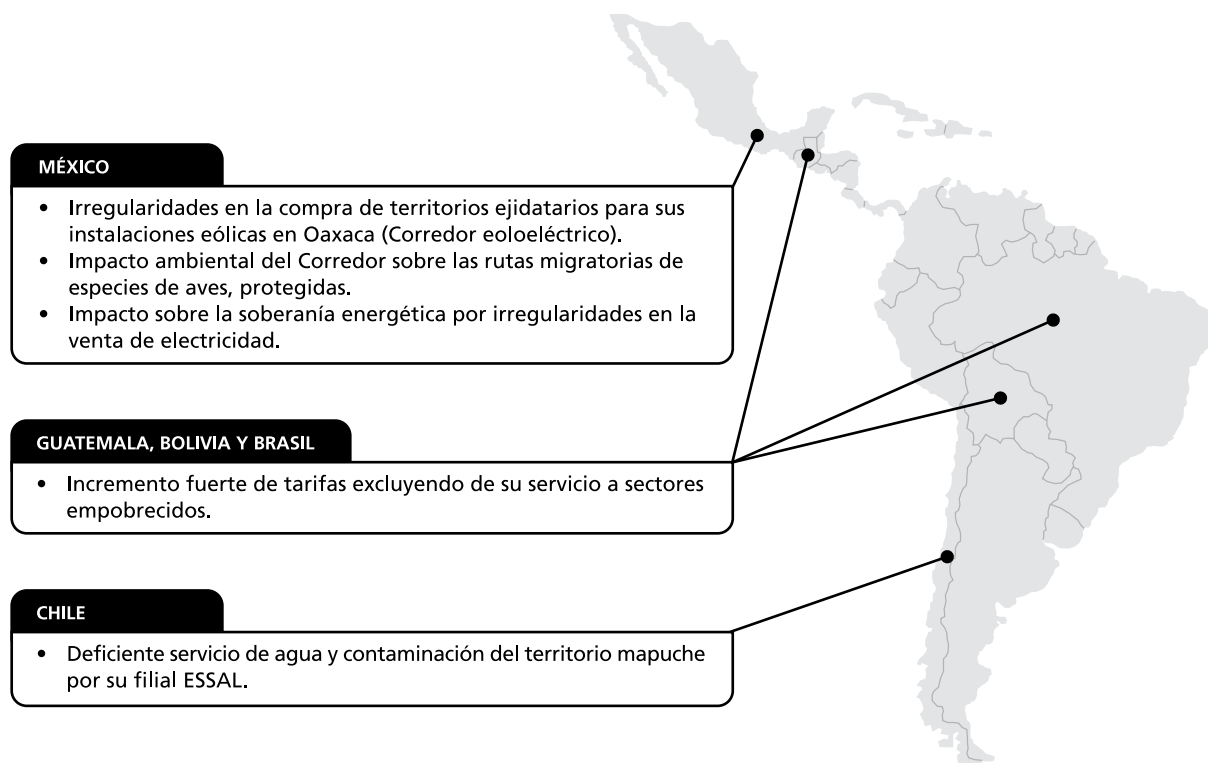 MÉXICO
• Irregularidades en la compra de territorios ejidatarios para sus
instalaciones eólicas en Oaxaca (Corredor eoloeléctrico).
• Impacto ambiental del Corredor sobre las rutas migratorias de
especies de aves, protegidas.
• Impacto sobre la soberanía energética por irregularidades en la
venta de electricidad.
GUATEMALA, BOLIVIA Y BRASIL
• Incremento fuerte de tarifas excluyendo de su servicio a sectores
empobrecidos.
CHILE
• Deficiente servicio de agua y contaminación del territorio mapuche
por su filial ESSAL.